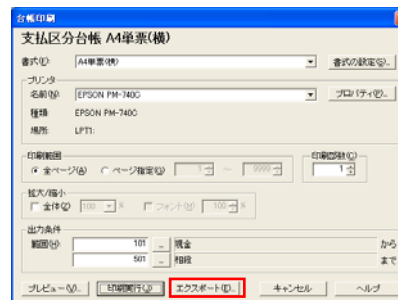 台帳印刷
支払区分台帳 A4単票(横)
書式(D): A4単票(横) 書式の設定(S)...
プリンタ
名前(N): EPSON PM-740C プロパティ(P)...
種類: EPSON PM-740C
場所: LPT1:
印刷範囲 印刷部数(C)
全ページ(A) ページ指定(G) 1 ～ 9999 1
拡大/縮小
全体(Z) 100 % フォント(W) 100 %
出力条件
範囲(H) 101 ... 現金 から
501 ... 相殺 まで
プレビュー(V)... 印刷実行(J) エクスポート(E)... キャンセル ヘルプ